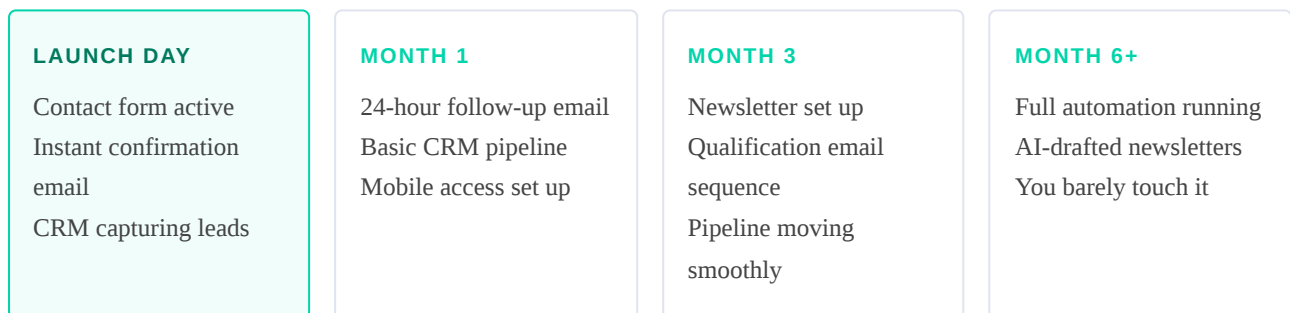 LAUNCH DAY
Contact form active
Instant confirmation
email
CRM capturing leads
MONTH 1
24-hour follow-up email
Basic CRM pipeline
Mobile access set up
MONTH 3
Newsletter set up
Qualification email
sequence
Pipeline moving
smoothly
MONTH 6+
Full automation running
AI-drafted newsletters
You barely touch it